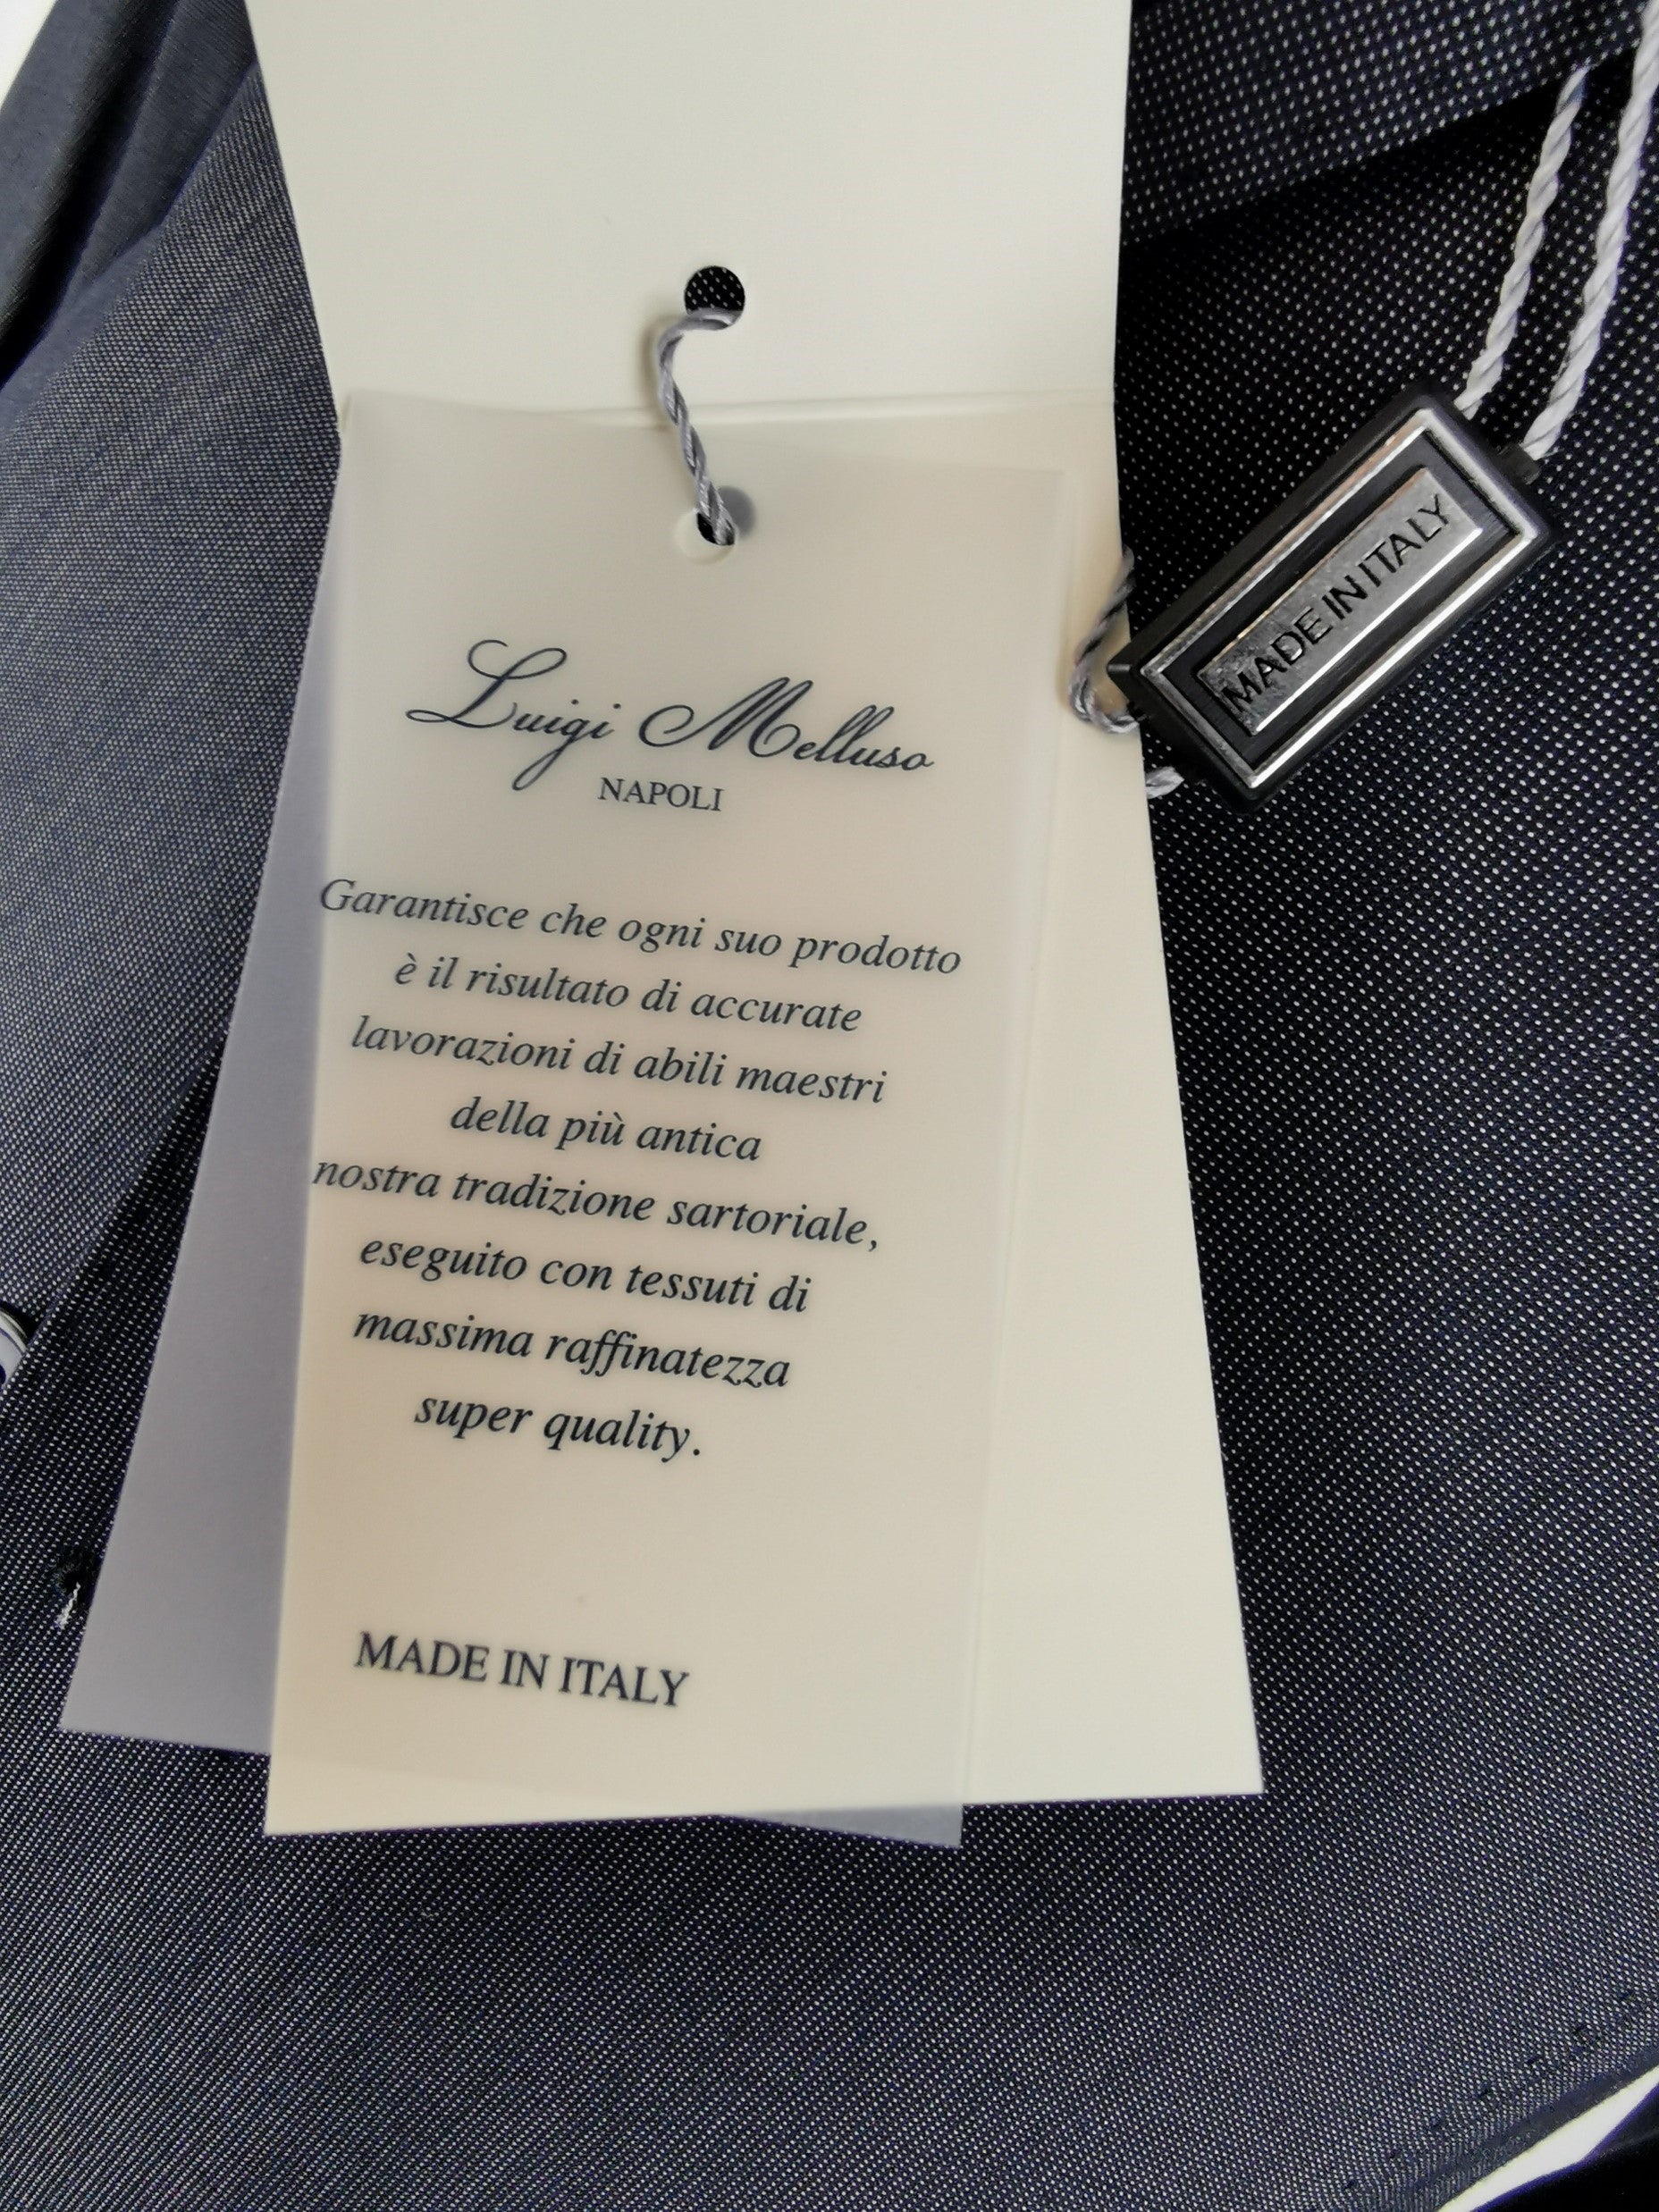 Luigi Melluso
NAPOLI
Garantisce che ogni suo prodotto
è il risultato di accurate
lavorazioni di abili maestri
della più antica
nostra tradizione sartoriale,
eseguito con tessuti di
massima raffinatezza
super quality.
MADE IN ITALY
MADE IN ITALY